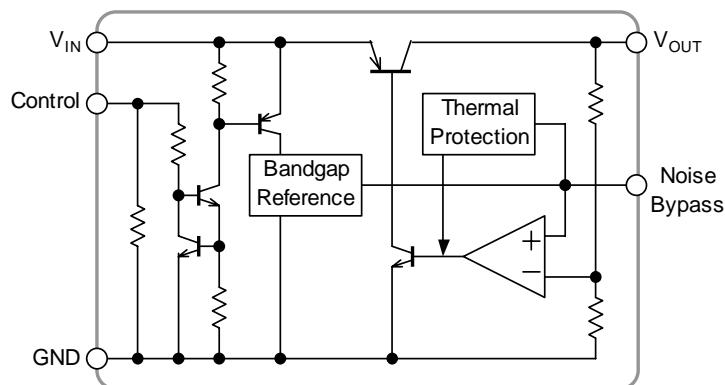 VIN
VOUT
Control
Thermal
Protection
Bandgap
Reference
Noise
Bypass
+
−
GND